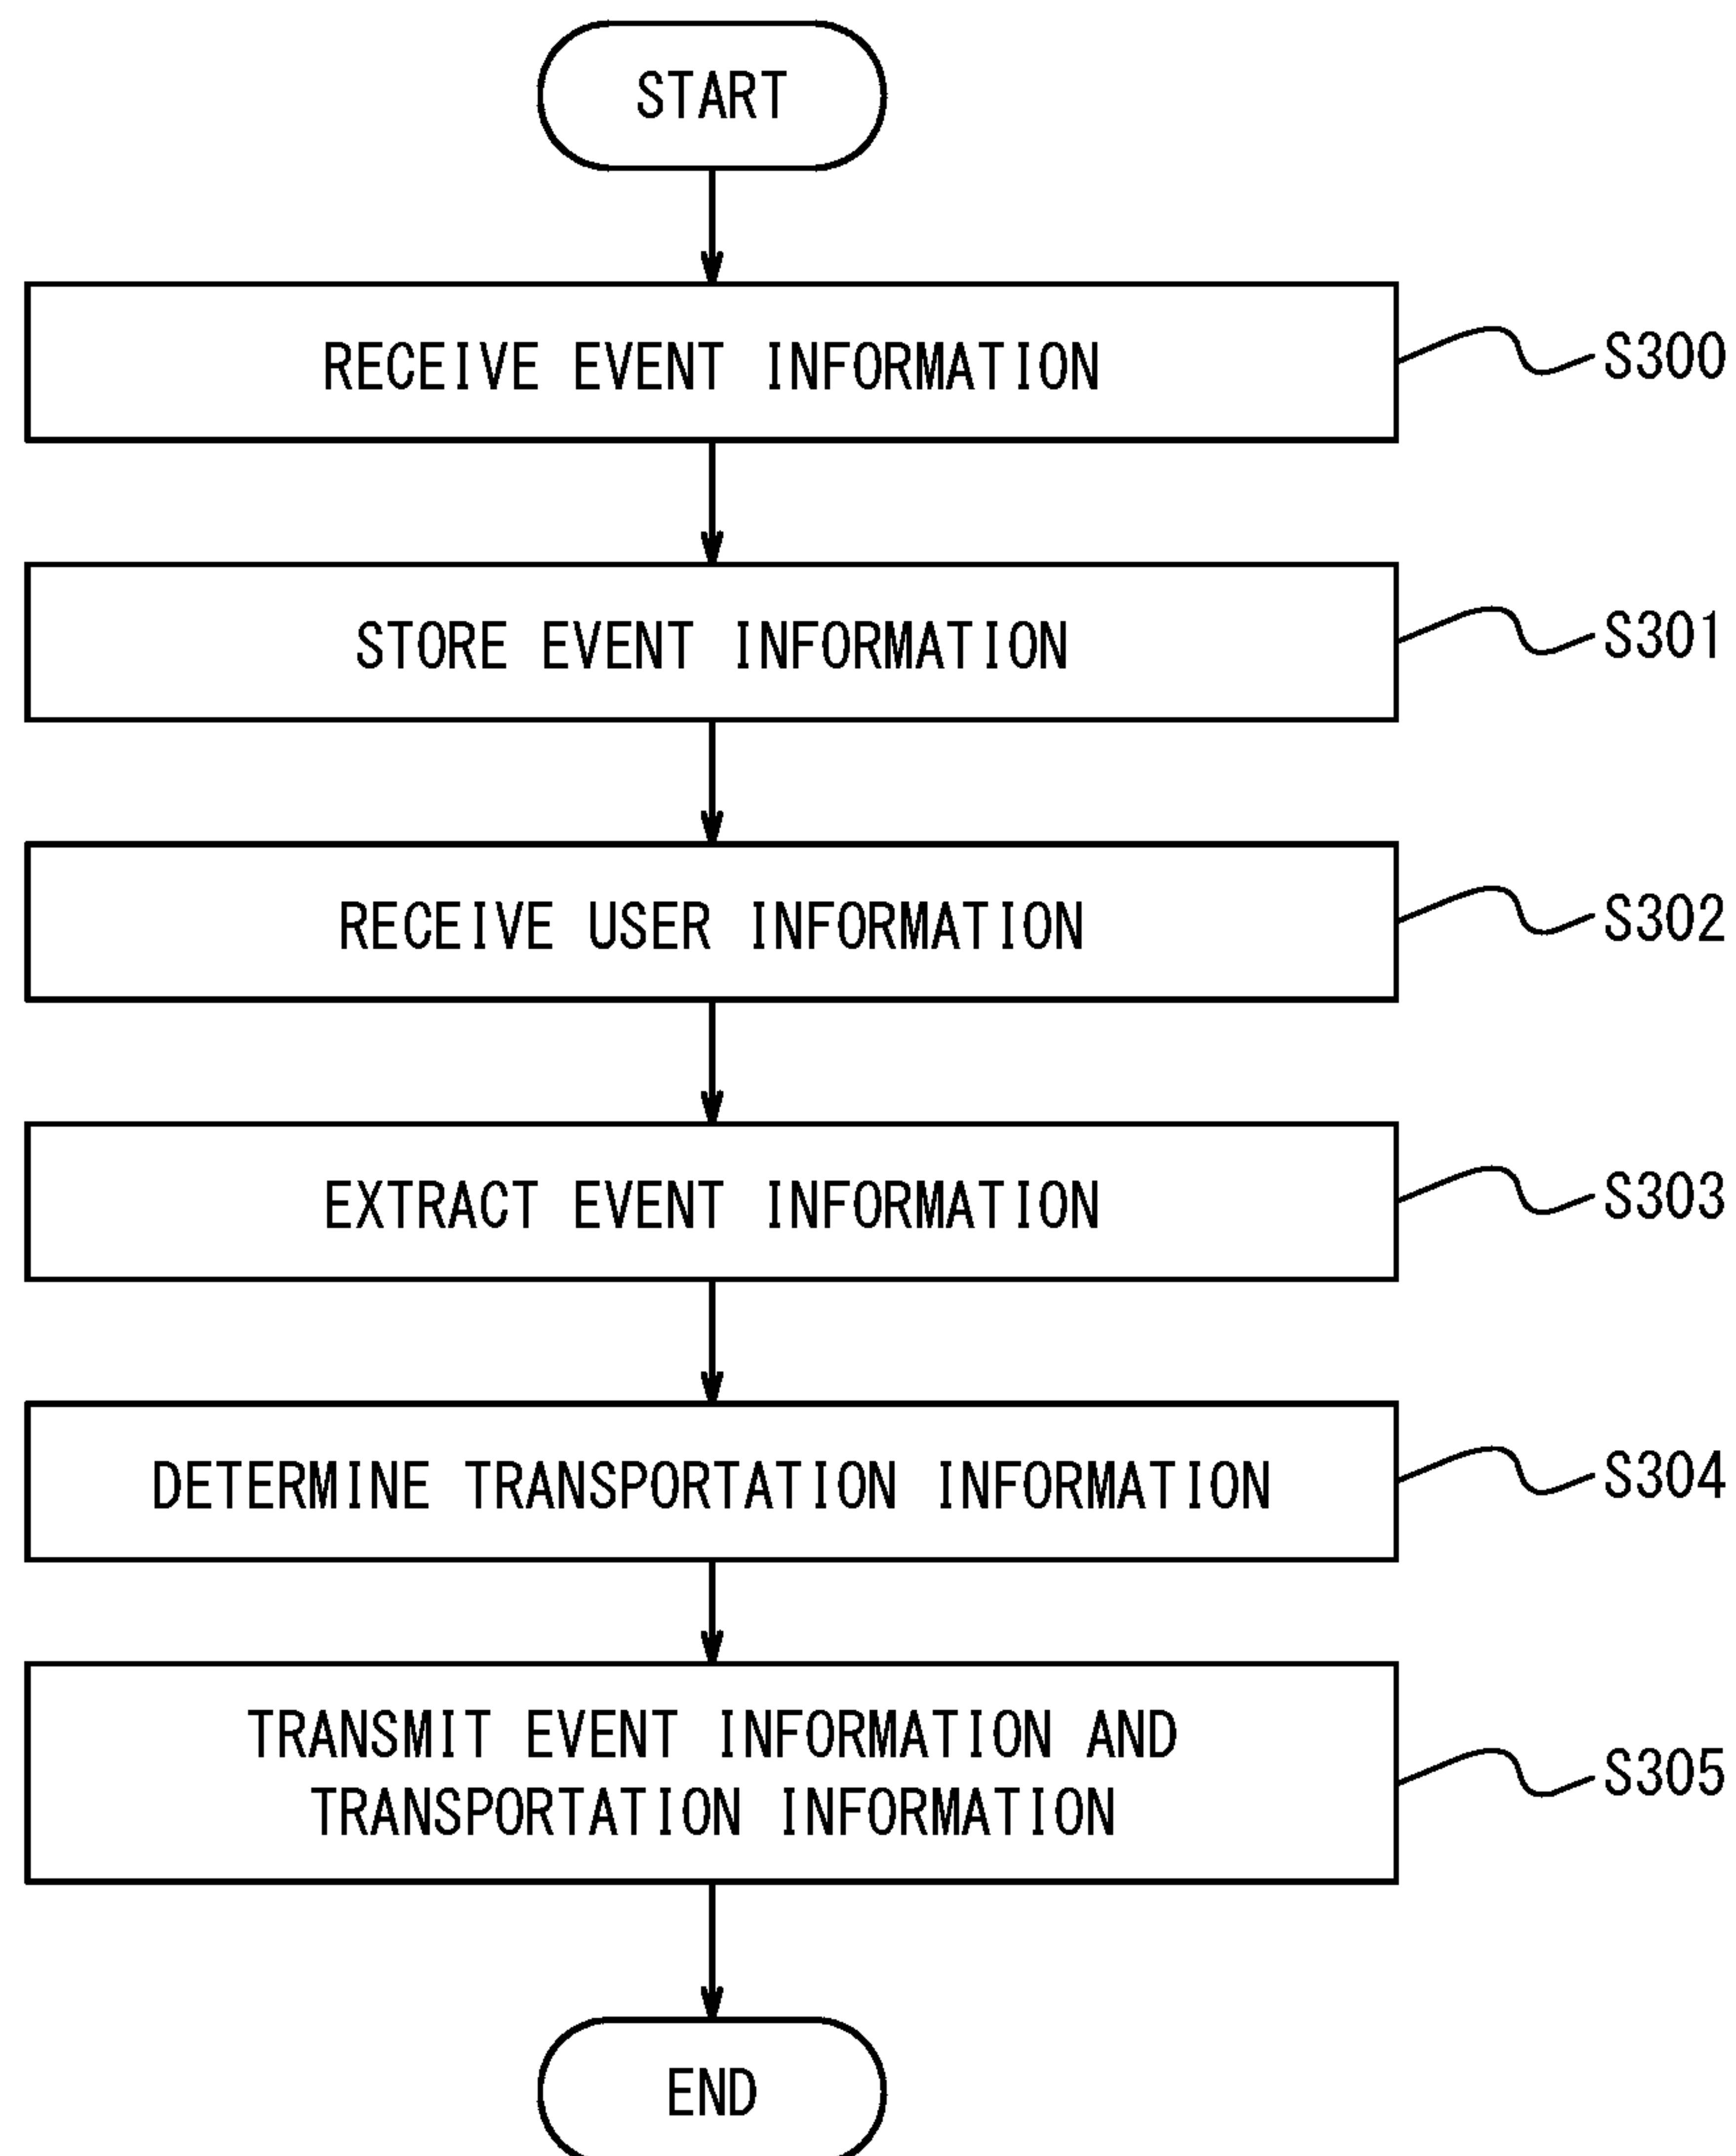 START
RECEIVE EVENT INFORMATION
S300
STORE EVENT INFORMATION
S301
RECEIVE USER INFORMATION
S302
EXTRACT EVENT INFORMATION
S303
DETERMINE TRANSPORTATION INFORMATION
S304
TRANSMIT EVENT INFORMATION AND
TRANSPORTATION INFORMATION
S305
END